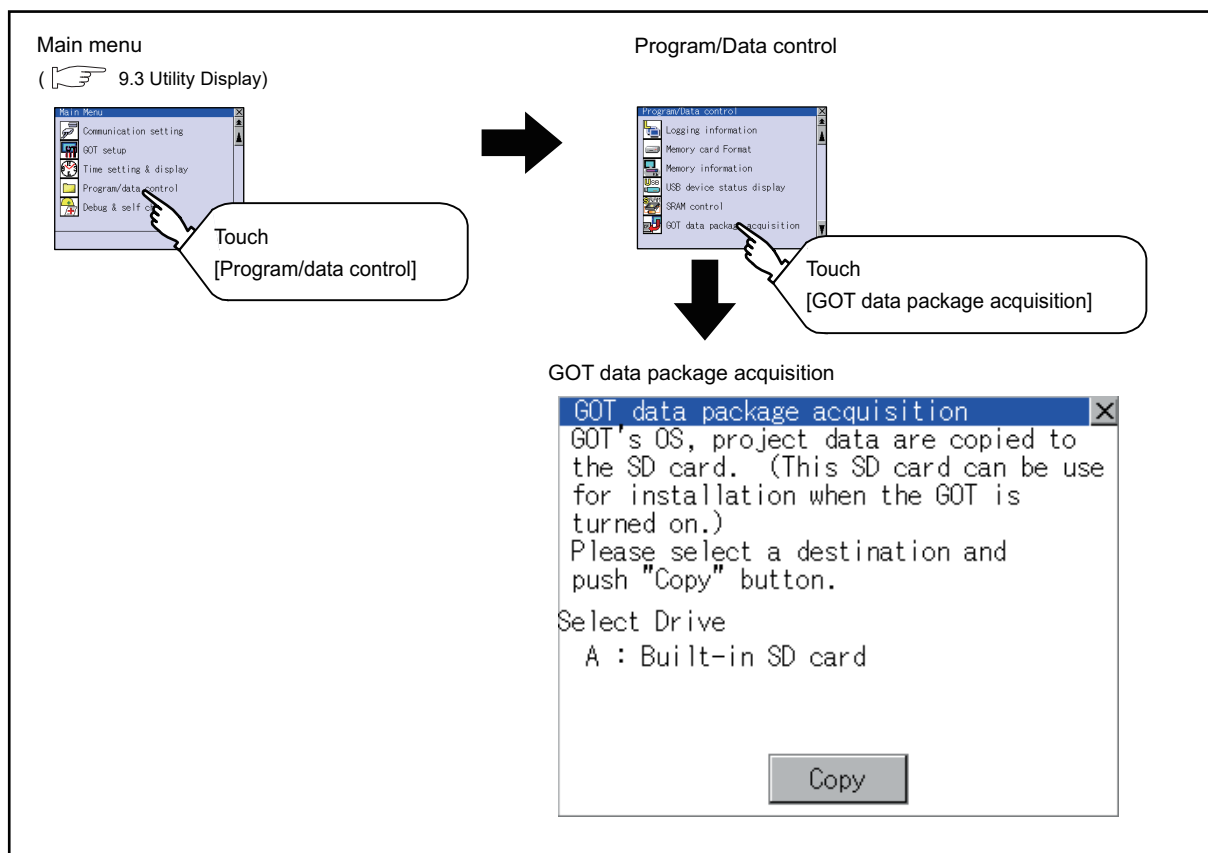 Main menu
( 9.3 Utility Display)
Main Menu
Communication setting
GOT setup
Time setting & display
Program/data control
Debug & self c
Touch
[Program/data control]
Program/Data control
Program/Data control
Logging information
Memory card Format
Memory information
USB device status display
SRAM control
GOT data package acquisition
Touch
[GOT data package acquisition]
GOT data package acquisition
GOT data package acquisition
GOT's OS, project data are copied to
the SD card. (This SD card can be use
for installation when the GOT is
turned on.)
Please select a destination and
push "Copy" button.
Select Drive
A : Built-in SD card
Copy